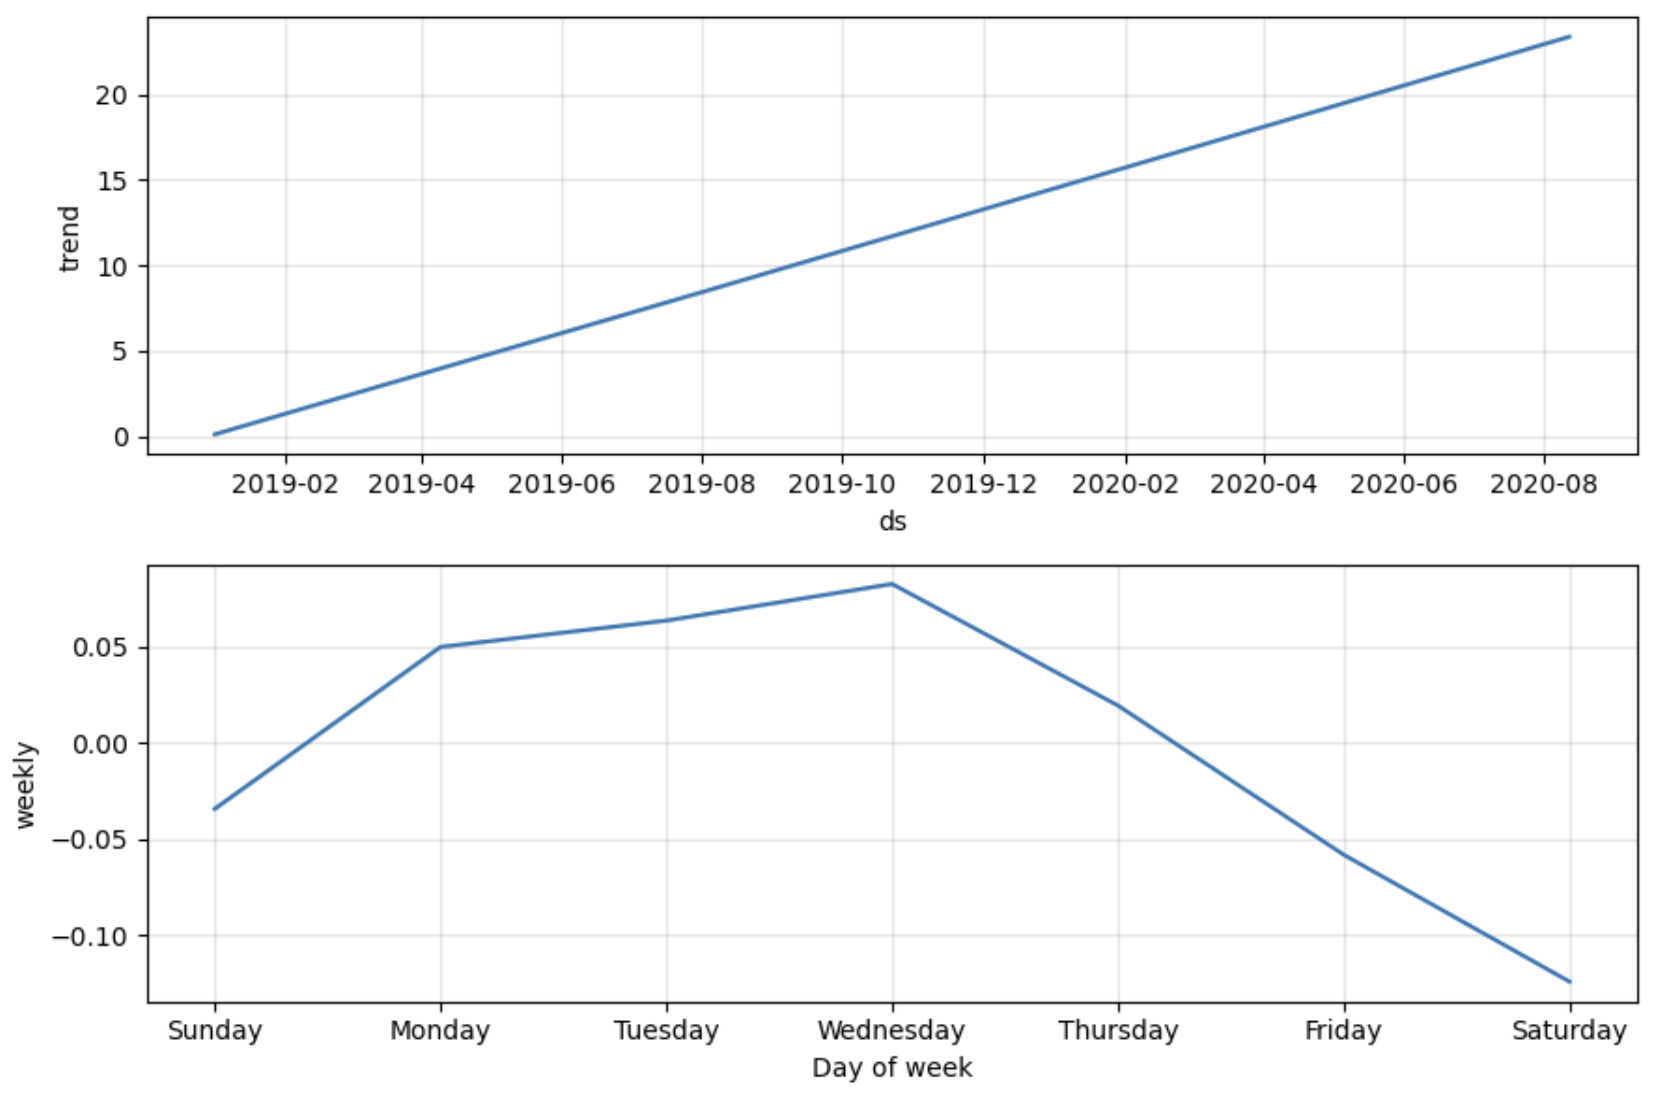 20
15
10
5
0
trend
2019-02 2019-04 2019-06 2019-08 2019-10 2019-12 2020-02 2020-04 2020-06 2020-08
ds
0.05
0.00
−0.05
−0.10
weekly
Sunday Monday Tuesday Wednesday Thursday Friday Saturday
Day of week